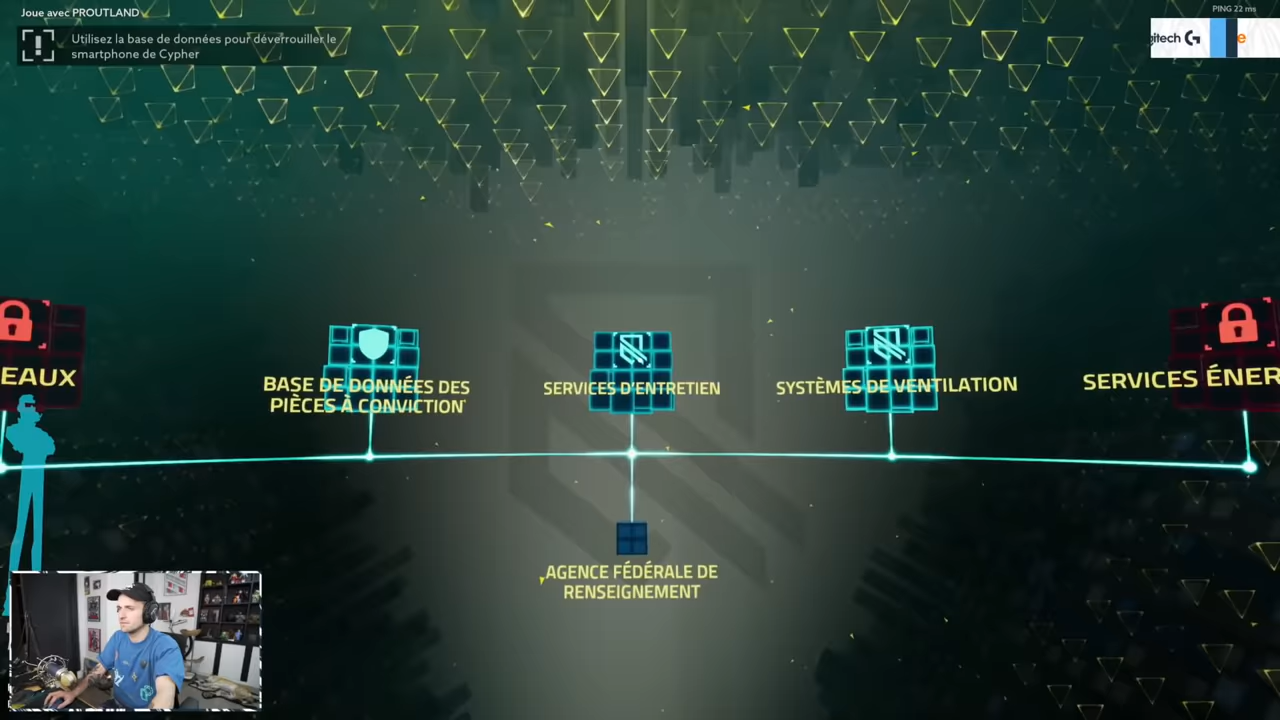 Joue avec PROUTLAND
Utilisez la base de données pour déverrouiller le
smartphone de Cypher
PING 22 ms
gitech G
e
EAUX
BASE DE DONNÉES DES
PIÈCES À CONVICTION
SERVICES D'ENTRETIEN
SYSTÈMES DE VENTILATION
SERVICES ÉNER
AGENCE FÉDÉRALE DE
RENSEIGNEMENT